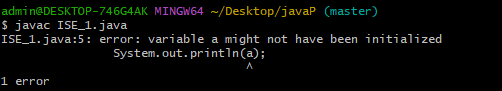 admin@DESKTOP-746G4AK MINGW64 ~/Desktop/javaP (master)
$ javac ISE_1.java
ISE_1.java:5: error: variable a might not have been initialized
                System.out.println(a);
                                   ^
1 error